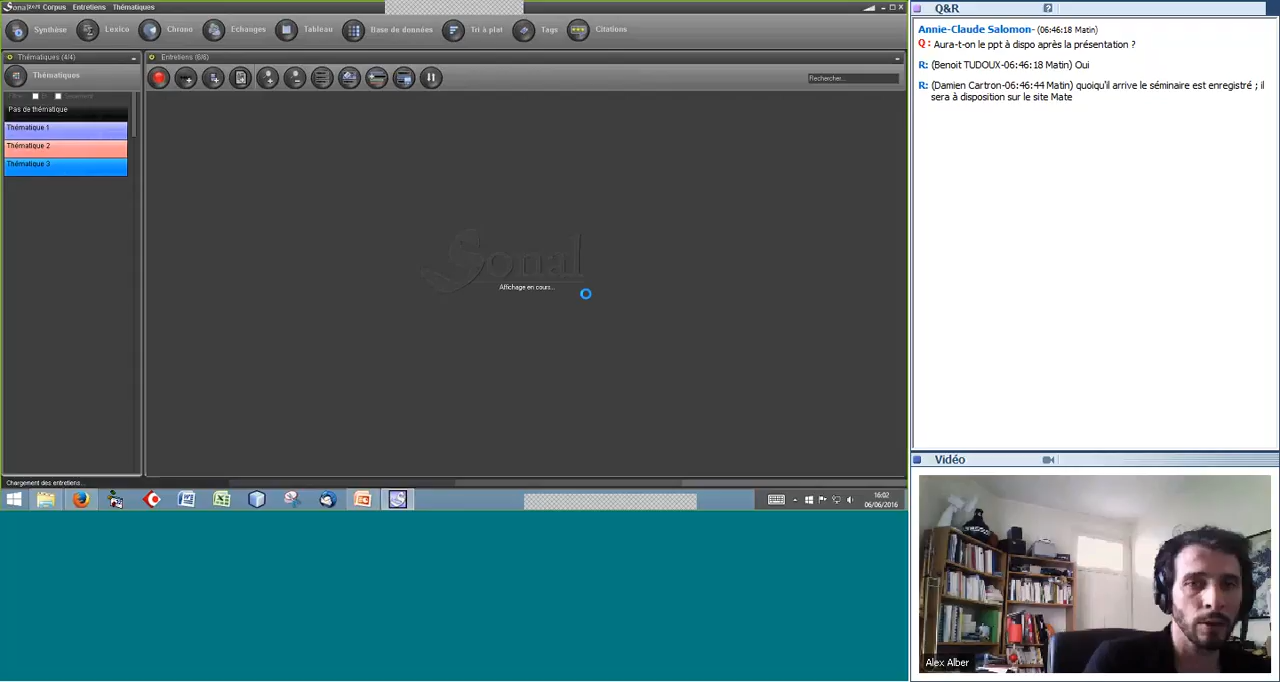 Sonal Corpus Entretiens Thématiques
Synthèse Lexico Chrono Echanges Tableau Base de données Tri à plat Tags Citations
Thématiques (4/4)
Entretiens (6/6)
Thématiques
Rechercher...
Pas de thématique
Thématique 1
Thématique 2
Thématique 3
Sonal
Affichage en cours...
Chargement des entretiens...
16:02
06/06/2016
Q&R
Annie-Claude Salomon- (06:46:18 Matin)
Q : Aura-t-on le ppt à dispo après la présentation ?
R: (Benoit TUDOUX-06:46:18 Matin) Oui
R: (Damien Cartron-06:46:44 Matin) quoiqu'il arrive le séminaire est enregistré ; il
sera à disposition sur le site Mate
Vidéo
Alex Alber